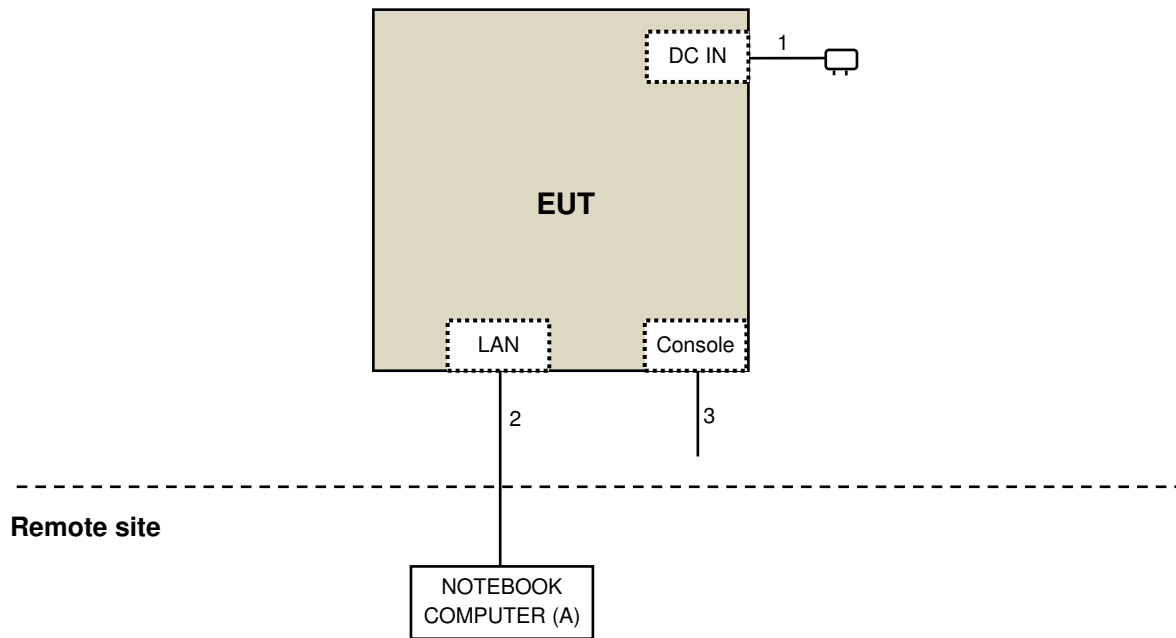 DC IN
1
EUT
LAN
Console
2
3
Remote site
NOTEBOOK
COMPUTER (A)